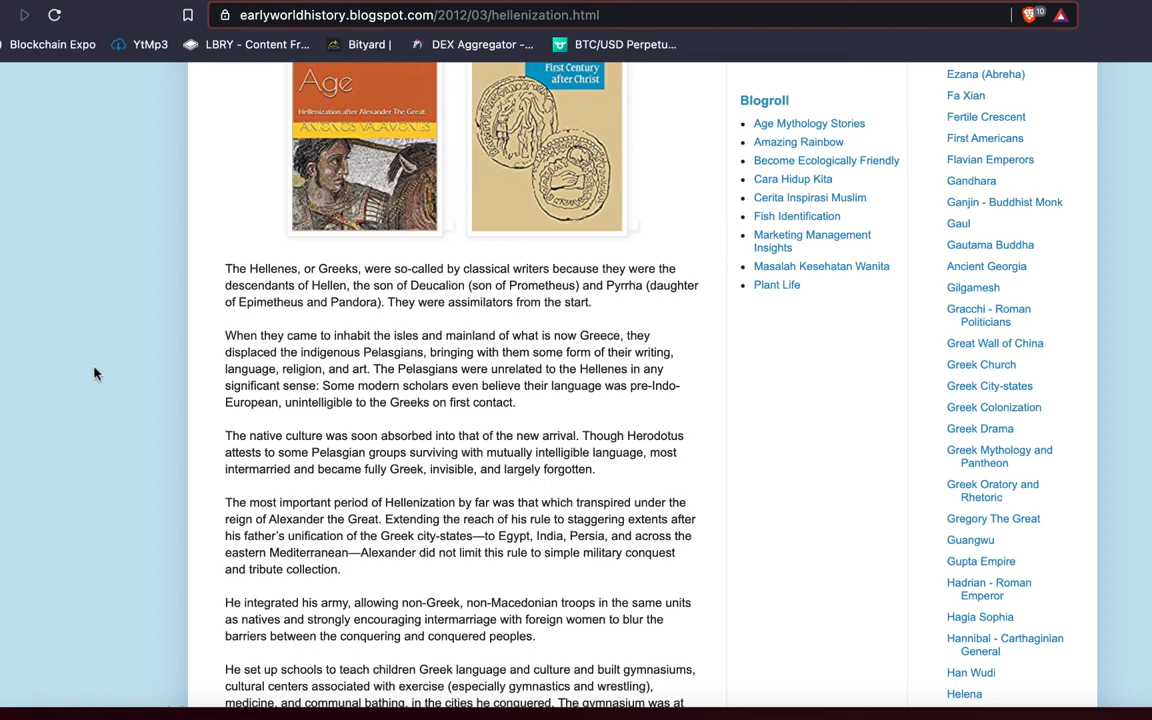 earlyworldhistory.blogspot.com/2012/03/hellenization.html
10
Blockchain Expo
YtMp3
LBRY - Content Fr...
Bityard |
DEX Aggregator -...
BTC/USD Perpetu...
Age
Hellenization after Alexander The Great
First Century
after Christ
The Hellenes, or Greeks, were so-called by classical writers because they were the
descendants of Hellen, the son of Deucalion (son of Prometheus) and Pyrrha (daughter
of Epimetheus and Pandora). They were assimilators from the start.
When they came to inhabit the isles and mainland of what is now Greece, they
displaced the indigenous Pelasgians, bringing with them some form of their writing,
language, religion, and art. The Pelasgians were unrelated to the Hellenes in any
significant sense: Some modern scholars even believe their language was pre-Indo-
European, unintelligible to the Greeks on first contact.
The native culture was soon absorbed into that of the new arrival. Though Herodotus
attests to some Pelasgian groups surviving with mutually intelligible language, most
intermarried and became fully Greek, invisible, and largely forgotten.
The most important period of Hellenization by far was that which transpired under the
reign of Alexander the Great. Extending the reach of his rule to staggering extents after
his father's unification of the Greek city-states—to Egypt, India, Persia, and across the
eastern Mediterranean—Alexander did not limit this rule to simple military conquest
and tribute collection.
He integrated his army, allowing non-Greek, non-Macedonian troops in the same units
as natives and strongly encouraging intermarriage with foreign women to blur the
barriers between the conquering and conquered peoples.
He set up schools to teach children Greek language and culture and built gymnasiums,
cultural centers associated with exercise (especially gymnastics and wrestling),
medicine, and communal bathing, in the cities he conquered. The gymnasium was at
Blogroll
Age Mythology Stories
Amazing Rainbow
Become Ecologically Friendly
Cara Hidup Kita
Cerita Inspirasi Muslim
Fish Identification
Marketing Management
Insights
Masalah Kesehatan Wanita
Plant Life
Ezana (Abreha)
Fa Xian
Fertile Crescent
First Americans
Flavian Emperors
Gandhara
Ganjin - Buddhist Monk
Gaul
Gautama Buddha
Ancient Georgia
Gilgamesh
Gracchi - Roman
Politicians
Great Wall of China
Greek Church
Greek City-states
Greek Colonization
Greek Drama
Greek Mythology and
Pantheon
Greek Oratory and
Rhetoric
Gregory The Great
Guangwu
Gupta Empire
Hadrian - Roman
Emperor
Hagia Sophia
Hannibal - Carthaginian
General
Han Wudi
Helena